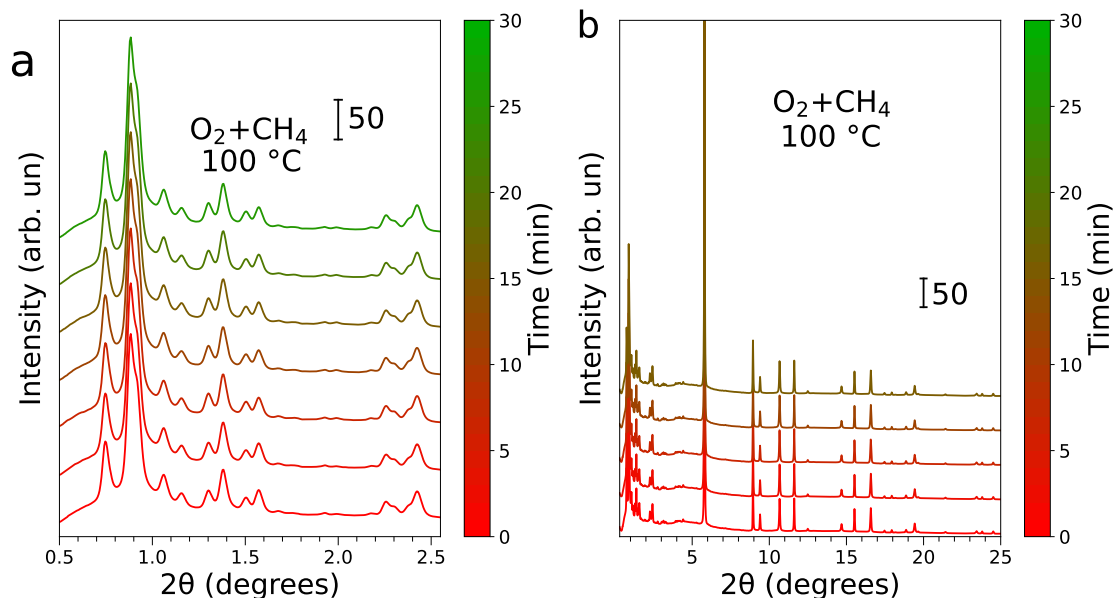 a
O₂+CH₄
100 °C
50
Intensity (arb. un)
0.5 1.0 1.5 2.0 2.5
2θ (degrees)
30
25
20
15
10
5
0
Time (min)
b
O₂+CH₄
100 °C
50
Intensity (arb. un)
5 10 15 20 25
2θ (degrees)
30
25
20
15
10
5
0
Time (min)